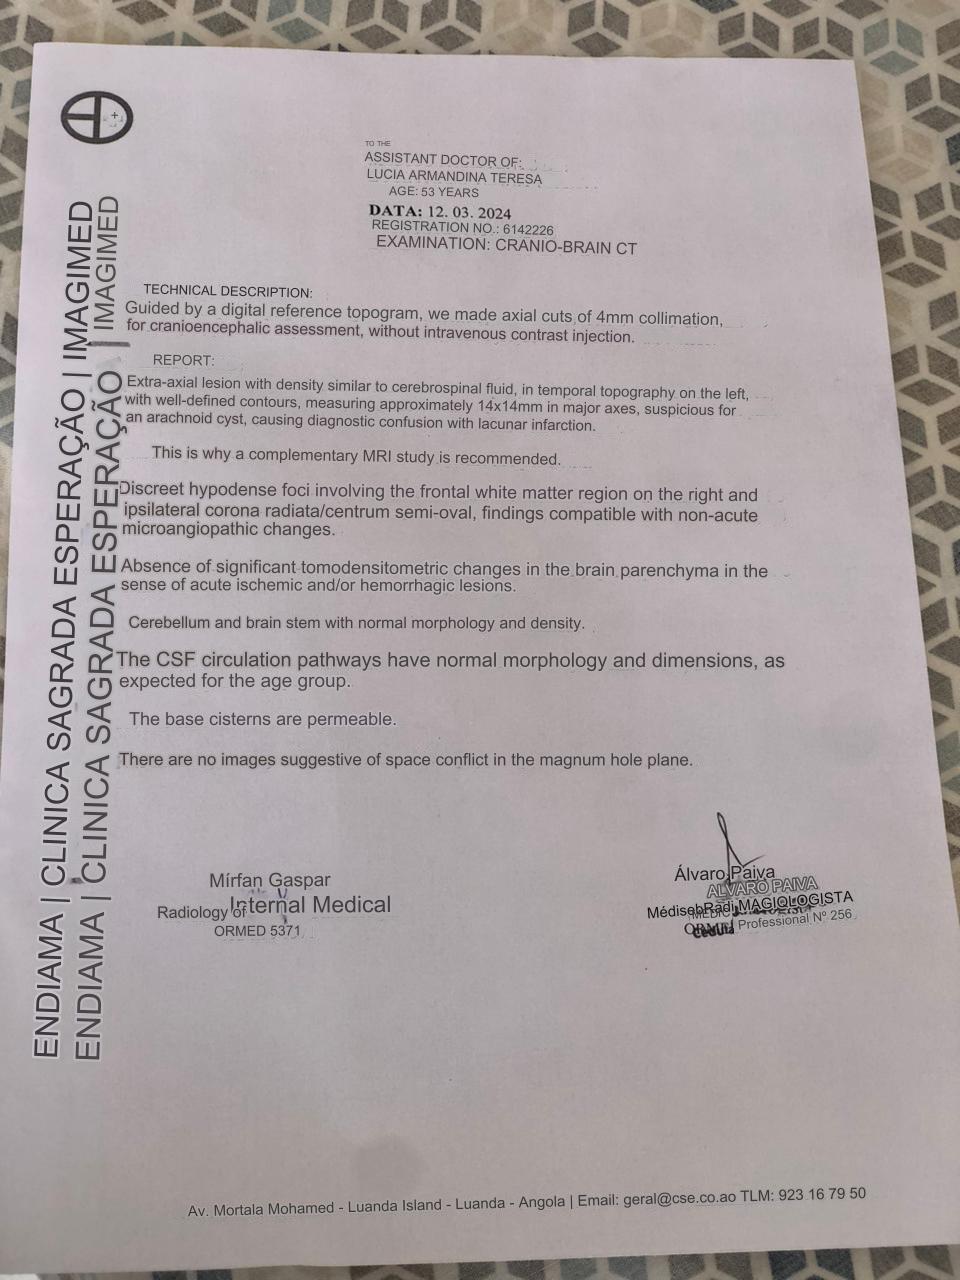 TO THE
ASSISTANT DOCTOR OF:
LUCIA ARMANDINA TERESA
AGE: 53 YEARS
DATA: 12. 03. 2024
REGISTRATION NO.: 6142226
EXAMINATION: CRANIO-BRAIN CT
TECHNICAL DESCRIPTION:
Guided by a digital reference topogram, we made axial cuts of 4mm collimation,
for cranioencephalic assessment, without intravenous contrast injection.
REPORT:
Extra-axial lesion with density similar to cerebrospinal fluid, in temporal topography on the left,
with well-defined contours, measuring approximately 14x14mm in major axes, suspicious for
an arachnoid cyst, causing diagnostic confusion with lacunar infarction.
This is why a complementary MRI study is recommended.
Discreet hypodense foci involving the frontal white matter region on the right and
ipsilateral corona radiata/centrum semi-oval, findings compatible with non-acute
microangiopathic changes.
Absence of significant tomodensitometric changes in the brain parenchyma in the
sense of acute ischemic and/or hemorrhagic lesions.
Cerebellum and brain stem with normal morphology and density.
The CSF circulation pathways have normal morphology and dimensions, as
expected for the age group.
The base cisterns are permeable.
There are no images suggestive of space conflict in the magnum hole plane.
Mírfan Gaspar
Radiology of Internal Medical
ORMED 5371
Álvaro Paiva
ALVARO PAIVA
MAGIOLOGISTA
Professional Nº 256
ENDIAMA | CLINICA SAGRADA ESPERAÇÃO | IMAGIMED
ENDIAMA | CLINICA SAGRADA ESPERAÇÃO | IMAGIMED
Av. Mortala Mohamed - Luanda Island - Luanda - Angola | Email: geral@cse.co.ao TLM: 923 16 79 50